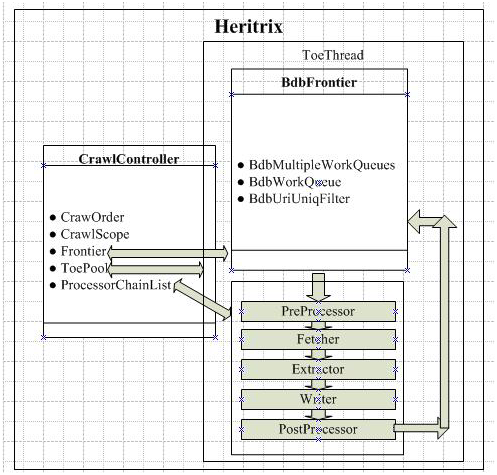 Heritrix
ToeThread
BdbFrontier
BdbMultipleWorkQueues
BdbWorkQueue
BdbUriUniqFilter
CrawlController
CrawOrder
CrawlScope
Frontier
ToePool
ProcessorChainList
PreProcessor
Fetcher
Extractor
Writer
PostProcessor